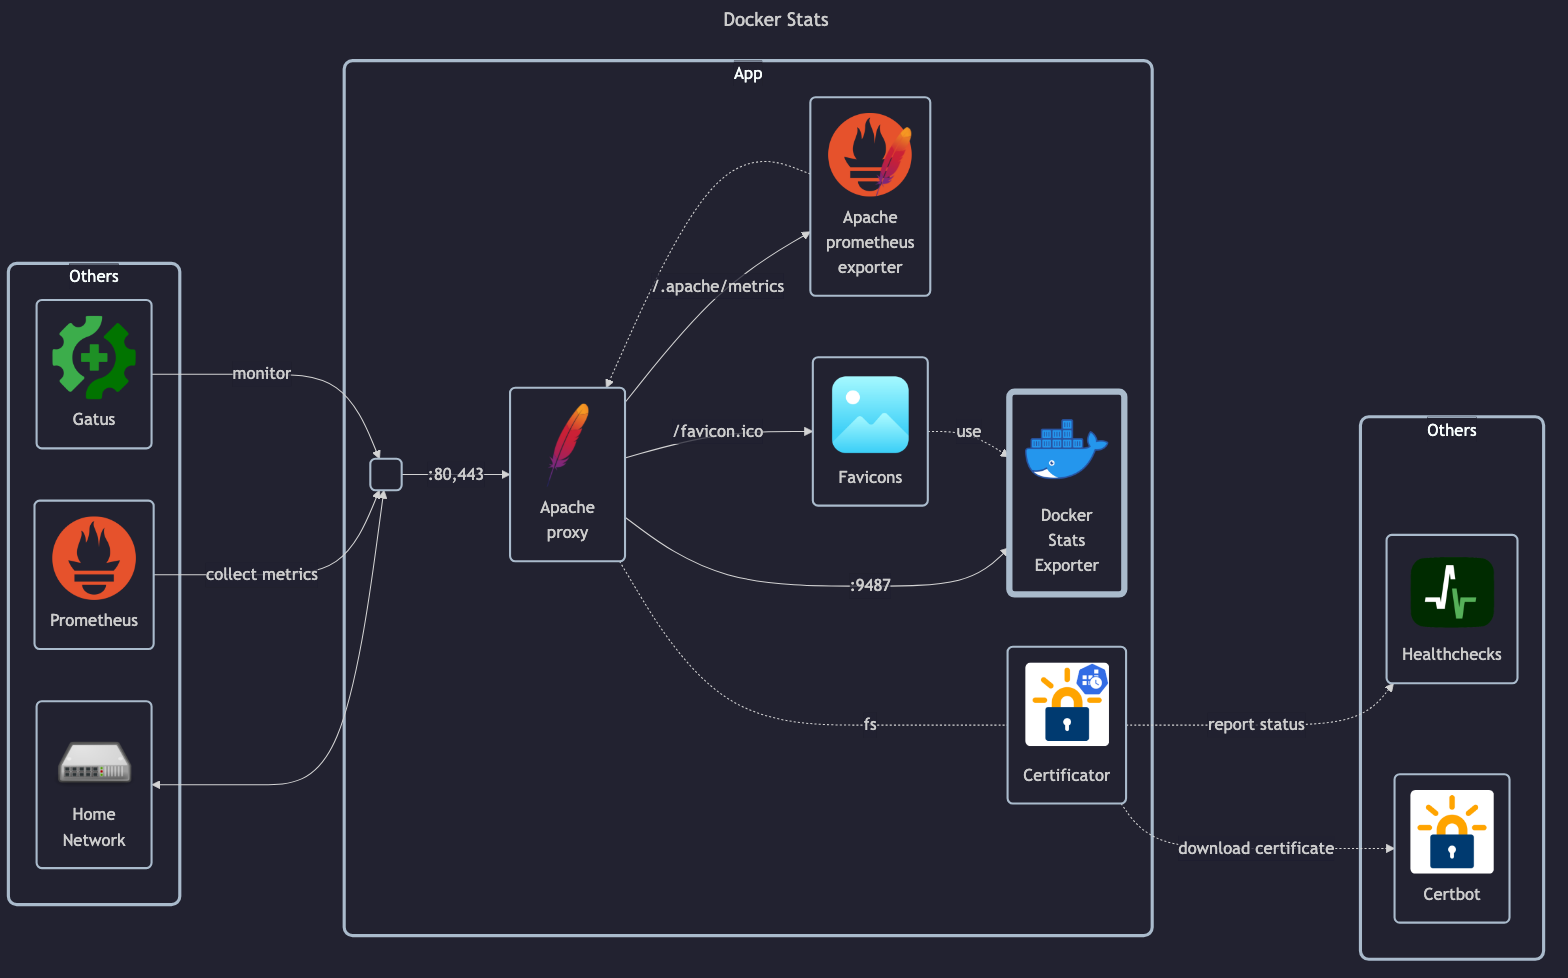 Docker Stats
App
Apache
prometheus
exporter
/.apache/metrics
Others
Gatus
monitor
Prometheus
collect metrics
Home
Network
:80,443
Apache
proxy
/favicon.ico
Favicons
use
Docker
Stats
Exporter
:9487
fs
Certificator
report status
download certificate
Others
Healthchecks
Certbot